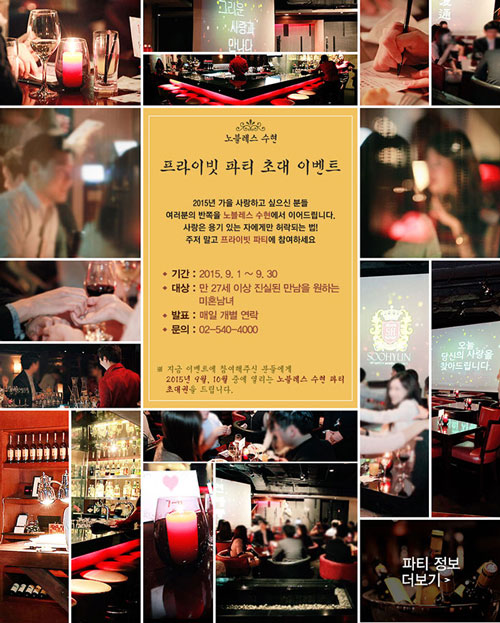 그러분
사랑과
만나다.
노블레스 수현
프라이빗 파티 초대 이벤트
2015년 가을 사랑하고 싶으신 분들
여러분의 반쪽을 노블레스 수현에서 이어드립니다.
사랑은 용기 있는 자에게만 허락되는 법!
주저 말고 프라이빗 파티에 참여하세요
◆ 기간 : 2015. 9. 1 ~ 9. 30
◆ 대상 : 만 27세 이상 진실된 만남을 원하는
미혼남녀
◆ 발표 : 매일 개별 연락
◆ 문의 : 02-540-4000
※ 지금 이벤트에 참여해주신 분들에게
2015년 9월, 10월 중에 열리는 노블레스 수현 파티
초대권을 드립니다.
SOOHYUN
오늘
당신의 사랑을
찾아드립니다.
파티 정보
더보기 >